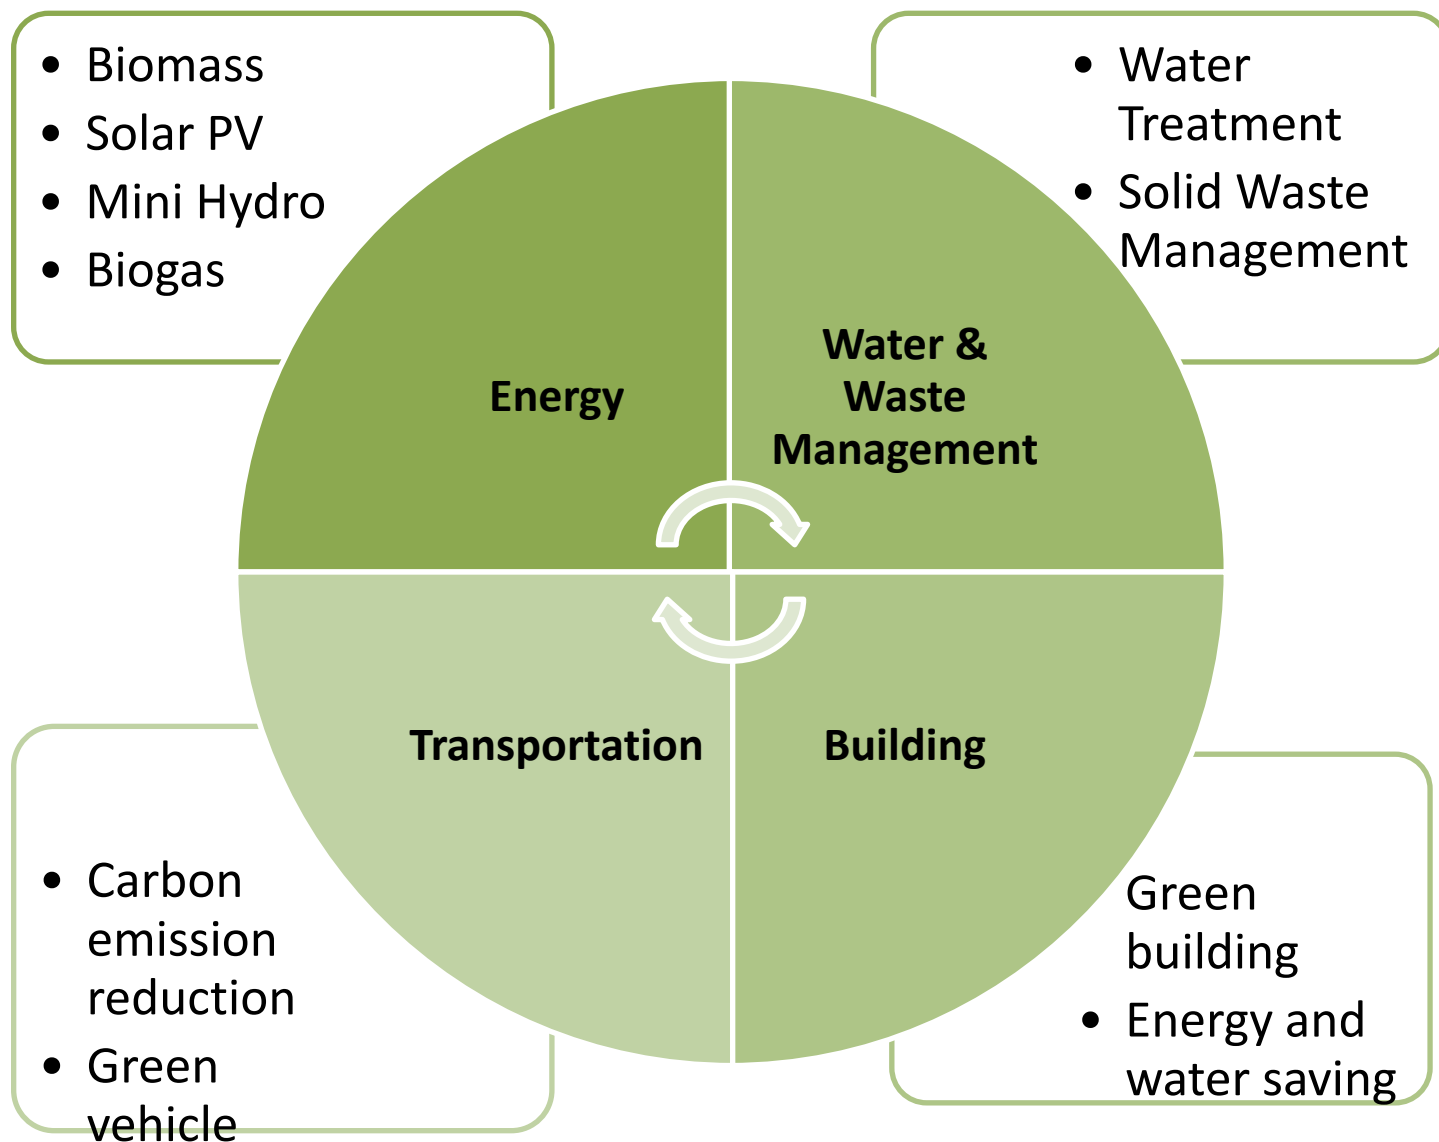 • Biomass
• Solar PV
• Mini Hydro
• Biogas
• Water
Treatment
• Solid Waste
Management
Energy
Water &
Waste
Management
Transportation
Building
• Carbon
emission
reduction
• Green
vehicle
Green
building
• Energy and
water saving